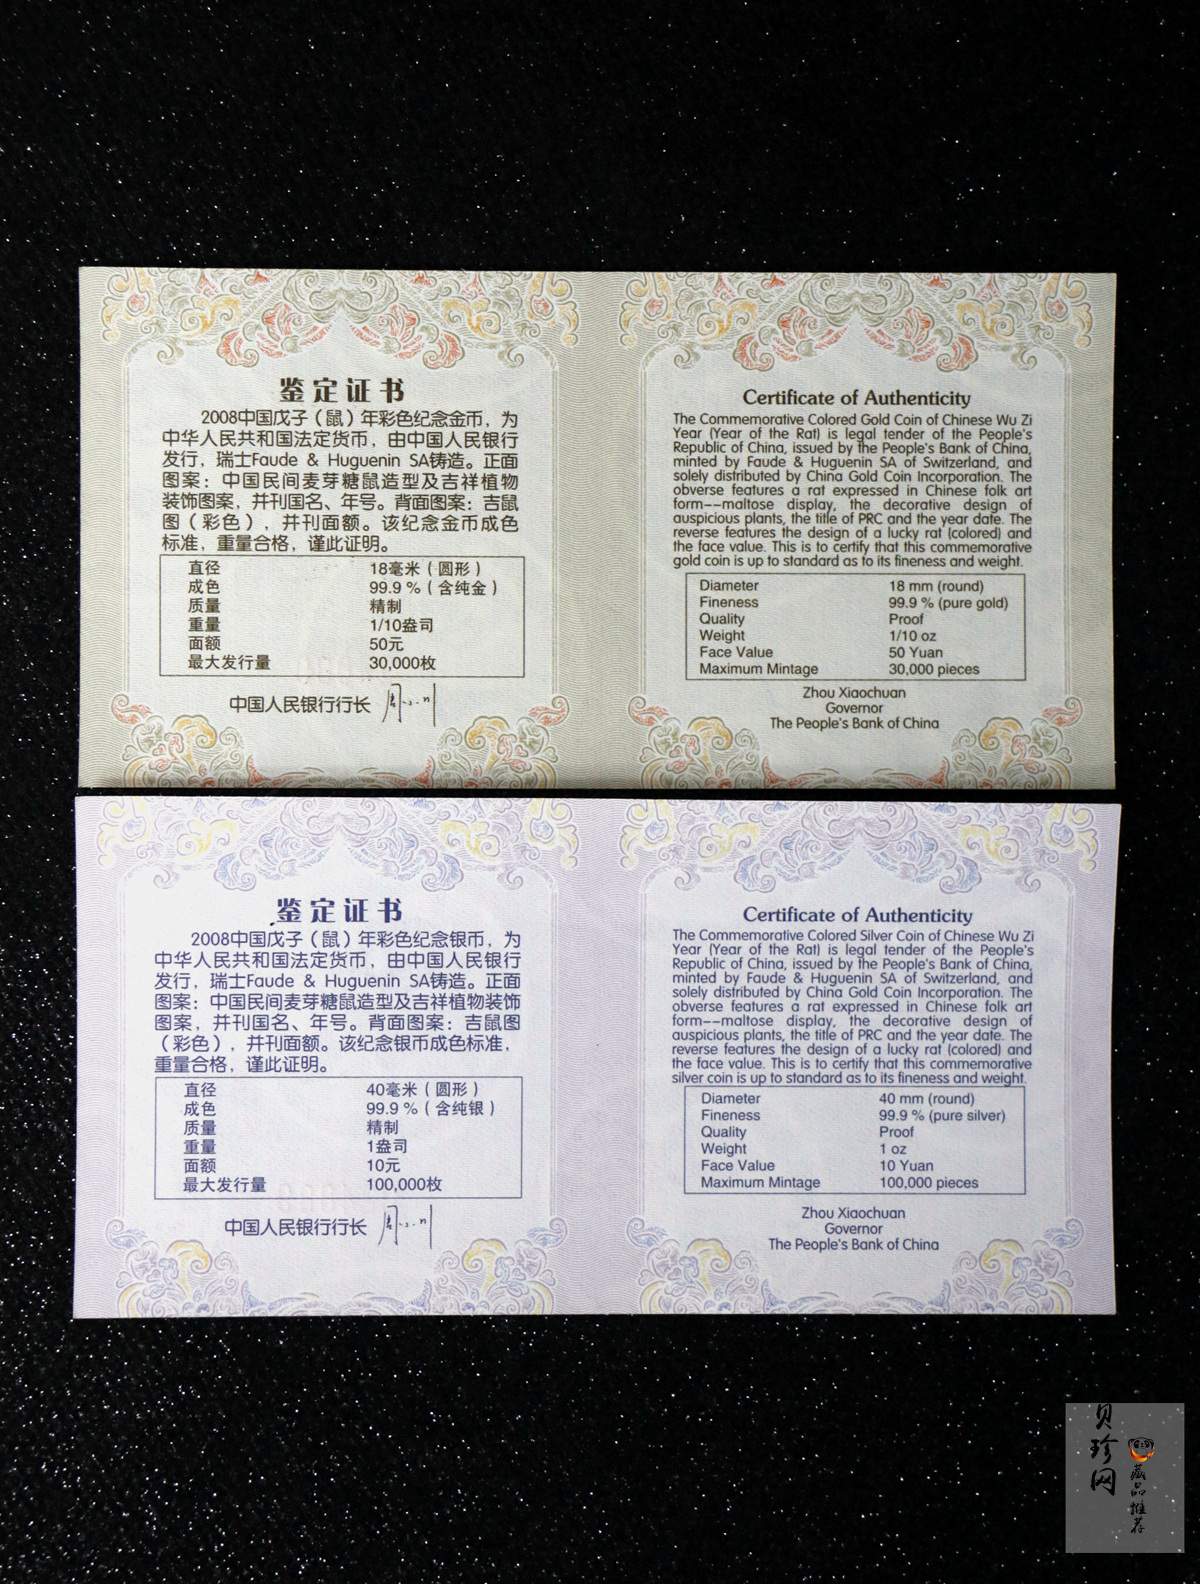 鉴定证书
2008中国戊子（鼠）年彩色纪念金币，为
中华人民共和国法定货币，由中国人民银行
发行，瑞士Faude & Huguenin SA铸造。正面
图案：中国民间麦芽糖鼠造型及吉祥植物
装饰图案，并刊国名、年号。背面图案：吉鼠
图（彩色），并刊面额。该纪念金币成色
标准，重量合格，谨此证明。
直径 18毫米（圆形）
成色 99.9 %（含纯金）
质量 精制
重量 1/10盎司
面额 50元
最大发行量 30,000枚
中国人民银行行长
Certificate of Authenticity
The Commemorative Colored Gold Coin of Chinese Wu Zi
Year (Year of the Rat) is legal tender of the People's
Republic of China, issued by the People's Bank of China,
minted by Faude & Huguenin SA of Switzerland, and
solely distributed by China Gold Coin Incorporation. The
obverse features a rat expressed in Chinese folk art
form--maltose display, the decorative design of
auspicious plants, the title of PRC and the year date. The
reverse features the design of a lucky rat (colored) and
the face value. This is to certify that this commemorative
gold coin is up to standard as to its fineness and weight.
Diameter 18 mm (round)
Fineness 99.9 % (pure gold)
Quality Proof
Weight 1/10 oz
Face Value 50 Yuan
Maximum Mintage 30,000 pieces
Zhou Xiaochuan
Governor
The People's Bank of China
鉴定证书
2008中国戊子（鼠）年彩色纪念银币，为
中华人民共和国法定货币，由中国人民银行
发行，瑞士Faude & Huguenin SA铸造。正面
图案：中国民间麦芽糖鼠造型及吉祥植物装饰
图案，并刊国名、年号。背面图案：吉鼠图
（彩色），并刊面额。该纪念银币成色标准，
重量合格，谨此证明。
直径 40毫米（圆形）
成色 99.9 %（含纯银）
质量 精制
重量 1盎司
面额 10元
最大发行量 100,000枚
中国人民银行行长
Certificate of Authenticity
The Commemorative Colored Silver Coin of Chinese Wu Zi
Year (Year of the Rat) is legal tender of the People's
Republic of China, issued by the People's Bank of China,
minted by Faude & Huguenin SA of Switzerland, and
solely distributed by China Gold Coin Incorporation. The
obverse features a rat expressed in Chinese folk art
form--maltose display, the decorative design of
auspicious plants, the title of PRC and the year date. The
reverse features the design of a lucky rat (colored) and
the face value. This is to certify that this commemorative
silver coin is up to standard as to its fineness and weight.
Diameter 40 mm (round)
Fineness 99.9 % (pure silver)
Quality Proof
Weight 1 oz
Face Value 10 Yuan
Maximum Mintage 100,000 pieces
Zhou Xiaochuan
Governor
The People's Bank of China
贝珍网
藏品推荐